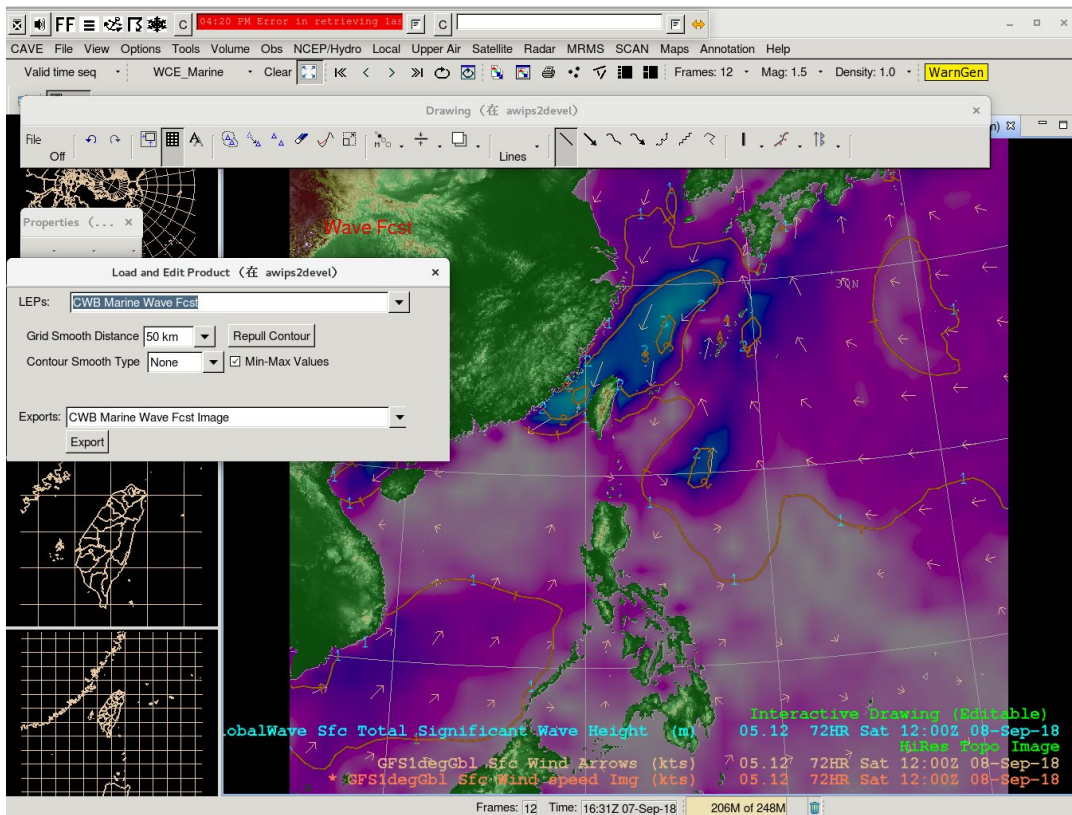 FF C 04:20 PM Error in retrieving las C
CAVE File View Options Tools Volume Obs NCEP/Hydro Local Upper Air Satellite Radar MRMS SCAN Maps Annotation Help
Valid time seq WCE_Marine Clear Frames: 12 Mag: 1.5 Density: 1.0 WarnGen
Drawing (在 awips2devel) ×
File Off Lines
n)
Properties (... ×
Wave Fcst
30N
Load and Edit Product (在 awips2devel) ×
LEPs: CWB Marine Wave Fcst
Grid Smooth Distance 50 km Repull Contour
Contour Smooth Type None Min-Max Values
Exports: CWB Marine Wave Fcst Image
Export
Interactive Drawing (Editable)
lobalWave Sfc Total Significant Wave Height (m) 05.12 72HR Sat 12:00Z 08-Sep-18
HiRes Topo Image
GFS1degGbl Sfc Wind Arrows (kts) 05.12 72HR Sat 12:00Z 08-Sep-18
* GFS1degGbl Sfc Wind speed Img (kts) 05.12 72HR Sat 12:00Z 08-Sep-18
Frames: 12 Time: 16:31Z 07-Sep-18 206M of 248M